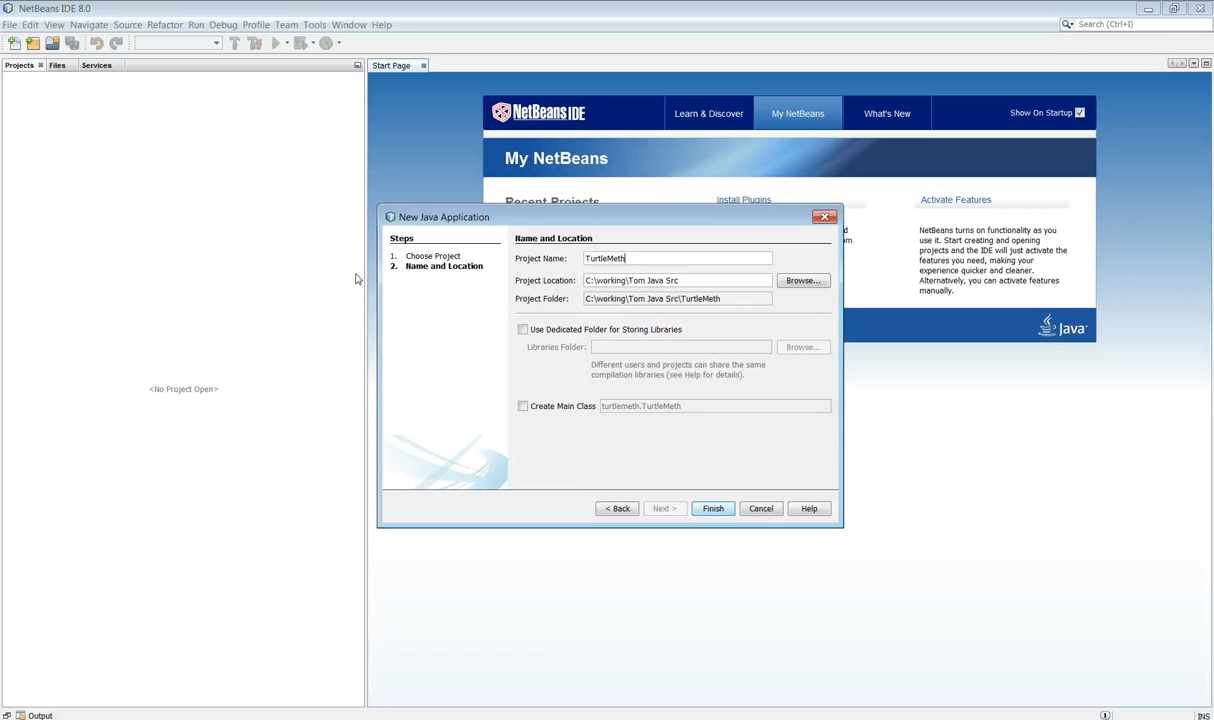 NetBeans IDE 8.0
File Edit View Navigate Source Refactor Run Debug Profile Team Tools Window Help
Search (Ctrl+I)
Projects Files Services
Start Page
NetBeans IDE
Learn & Discover
My NetBeans
What's New
Show On Startup
My NetBeans
Recent Projects
Install Plugins
Activate Features
NetBeans turns on functionality as you
use it. Start creating and opening
projects and the IDE will just activate the
features you need, making your
experience quicker and cleaner.
Alternatively, you can activate features
manually.
Java
New Java Application
Steps
1. Choose Project
2. Name and Location
Name and Location
Project Name: TurtleMeth
Project Location: C:\working\Tom Java Src Browse...
Project Folder: C:\working\Tom Java Src\TurtleMeth
Use Dedicated Folder for Storing Libraries
Libraries Folder: Browse...
Different users and projects can share the same
compilation libraries (see Help for details).
Create Main Class turtlemeth.TurtleMeth
< Back Next > Finish Cancel Help
<No Project Open>
Output
INS